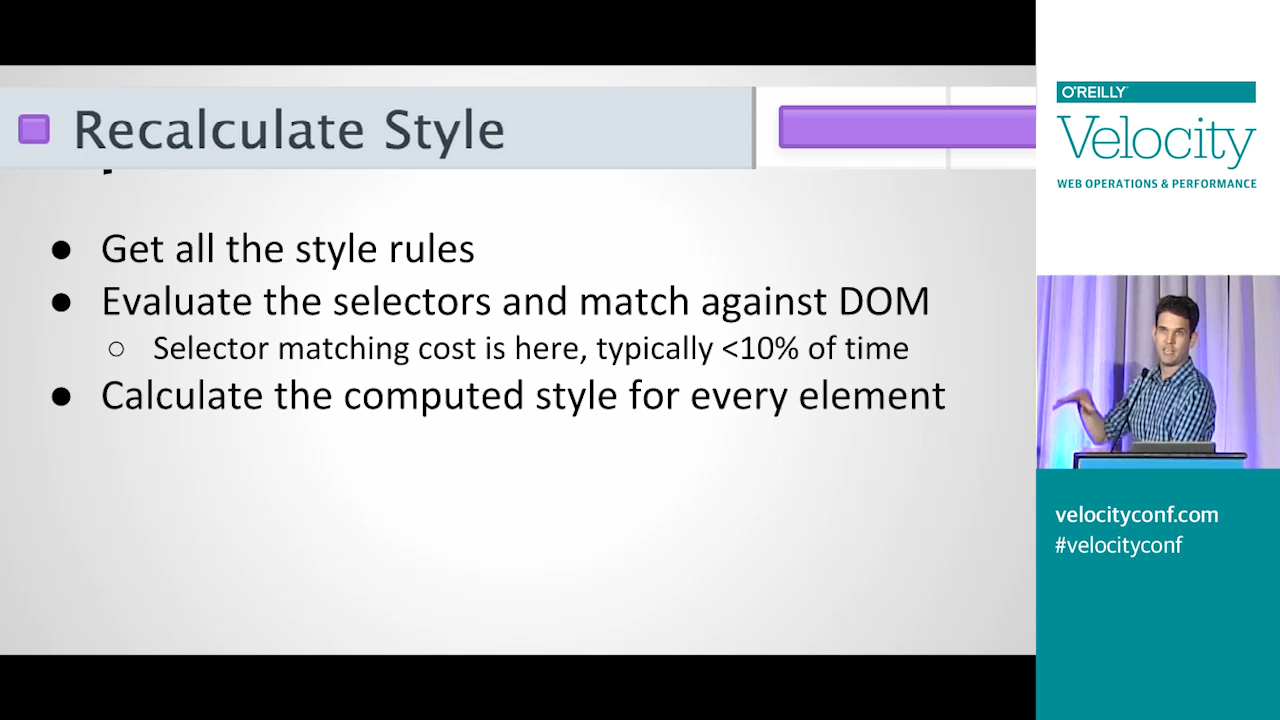 Recalculate Style
● Get all the style rules
● Evaluate the selectors and match against DOM
○ Selector matching cost is here, typically <10% of time
● Calculate the computed style for every element
O'REILLY
Velocity
WEB OPERATIONS & PERFORMANCE
velocityconf.com
#velocityconf